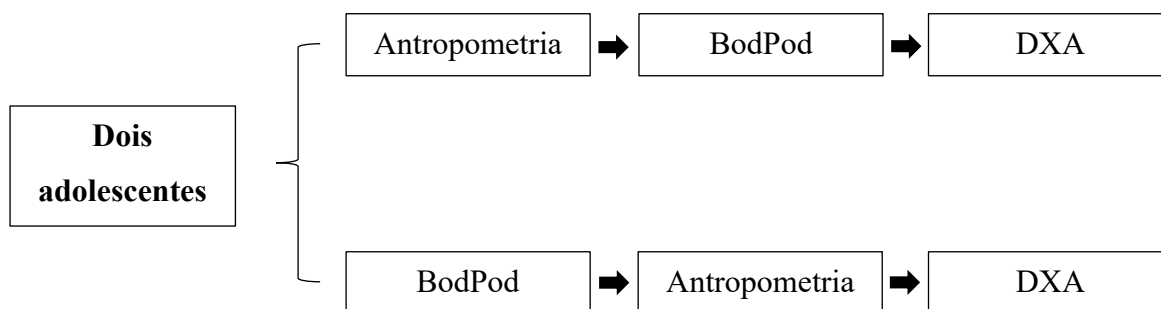 Antropometria
BodPod
DXA
Dois
adolescentes
BodPod
Antropometria
DXA